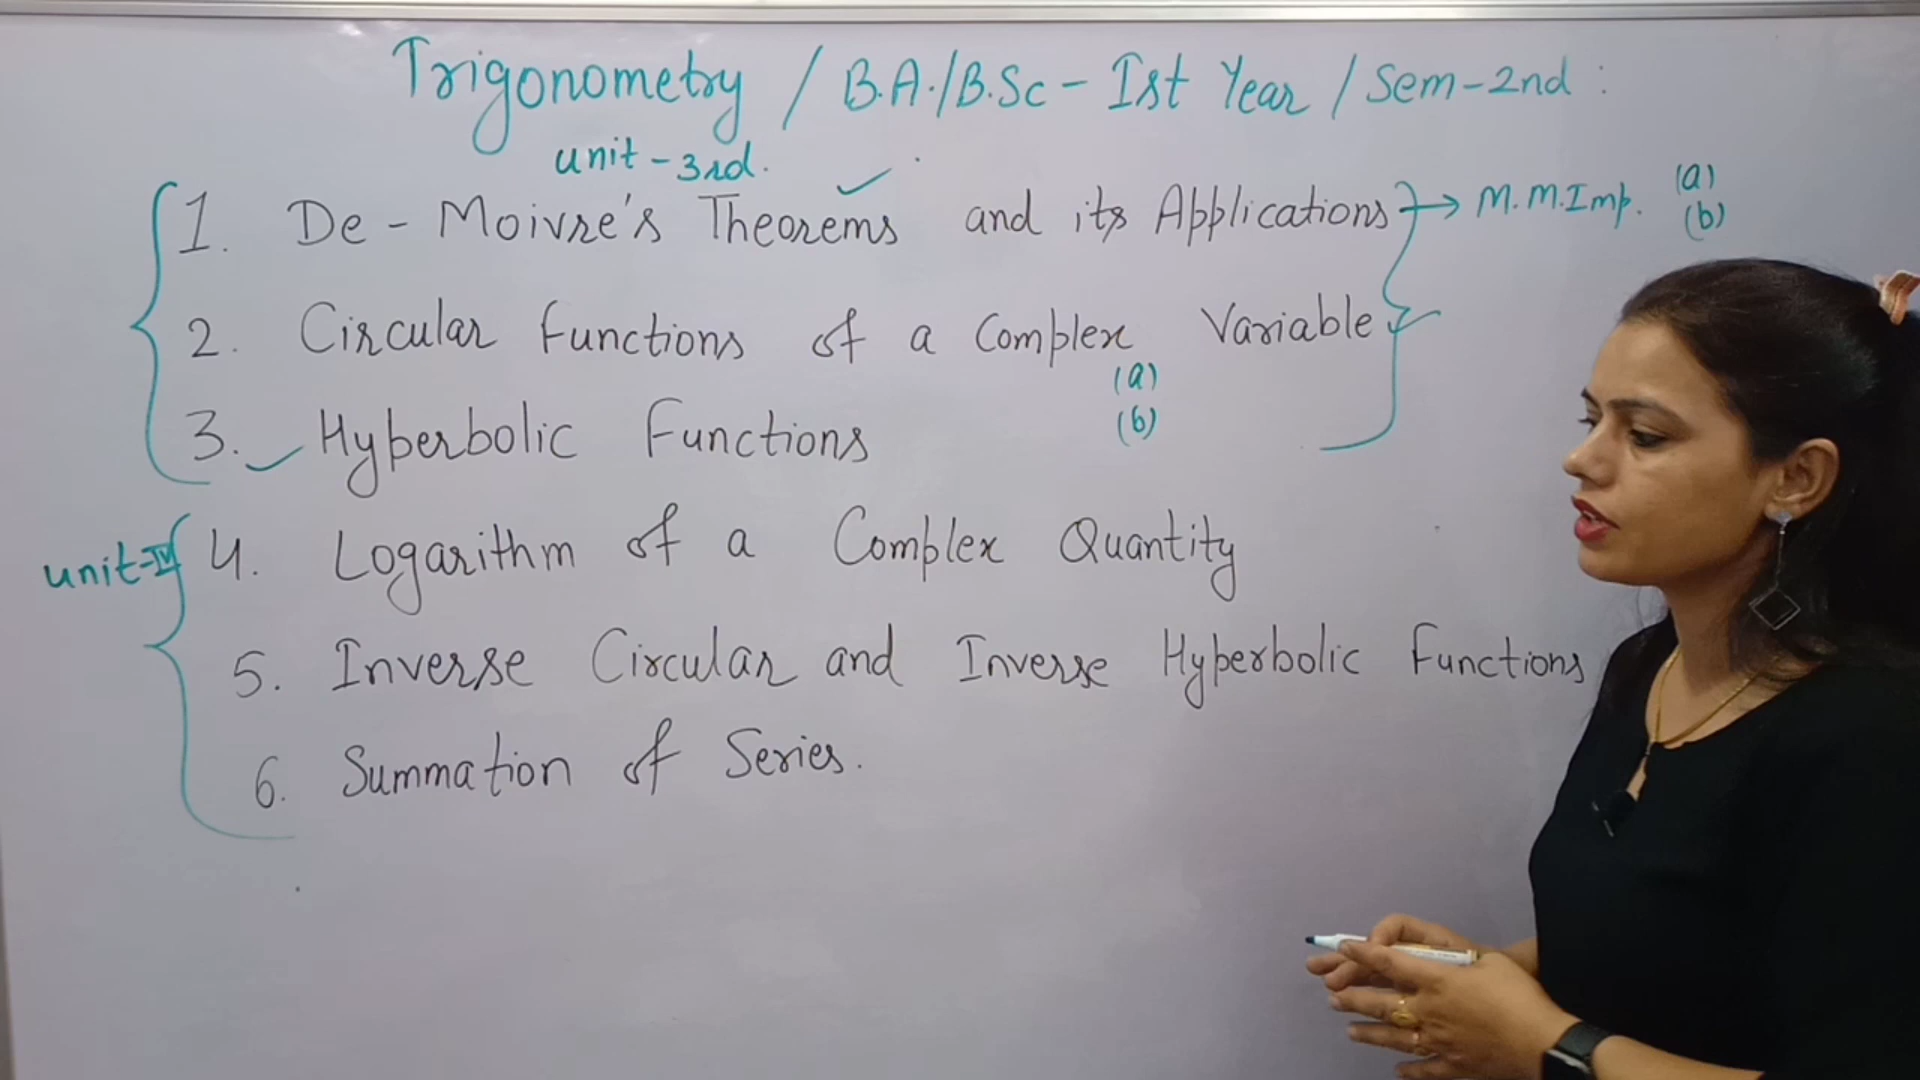 Trigonometry / B.A./B.Sc - Ist Year / Sem-2nd :
unit-3rd.
1. De-Moivre's Theorems and its Applications → M.M.Imp. (a) (b)
2. Circular Functions of a Complex Variable
(a)
(b)
3. Hyperbolic Functions
unit-IV 4. Logarithm of a Complex Quantity
5. Inverse Circular and Inverse Hyperbolic Functions
6. Summation of Series.